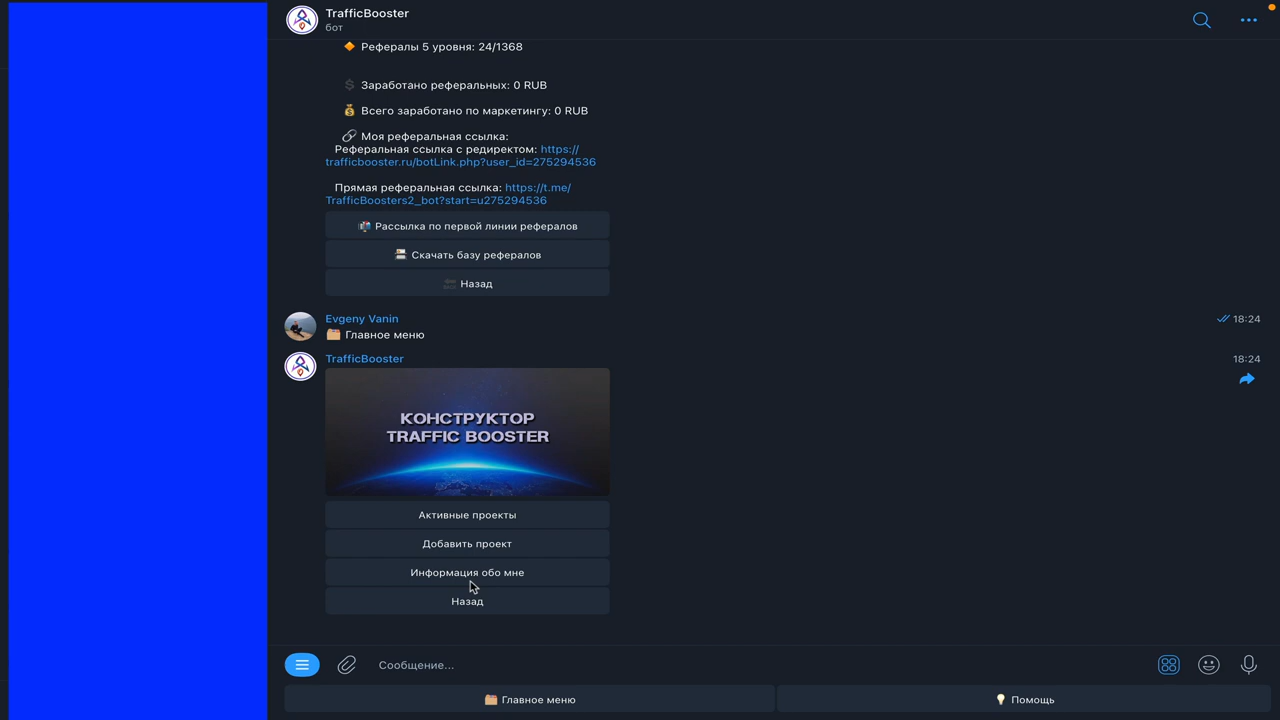 TrafficBooster
бот
Рефералы 5 уровня: 24/1368
Заработано реферальных: 0 RUB
Всего заработано по маркетингу: 0 RUB
Моя реферальная ссылка:
Реферальная ссылка с редиректом: https://
trafficbooster.ru/botLink.php?user_id=275294536
Прямая реферальная ссылка: https://t.me/
TrafficBoosters2_bot?start=u275294536
Рассылка по первой линии рефералов
Скачать базу рефералов
Назад
Evgeny Vanin
18:24
Главное меню
TrafficBooster
18:24
КОНСТРУКТОР
TRAFFIC BOOSTER
Активные проекты
Добавить проект
Информация обо мне
Назад
Сообщение...
Главное меню
Помощь